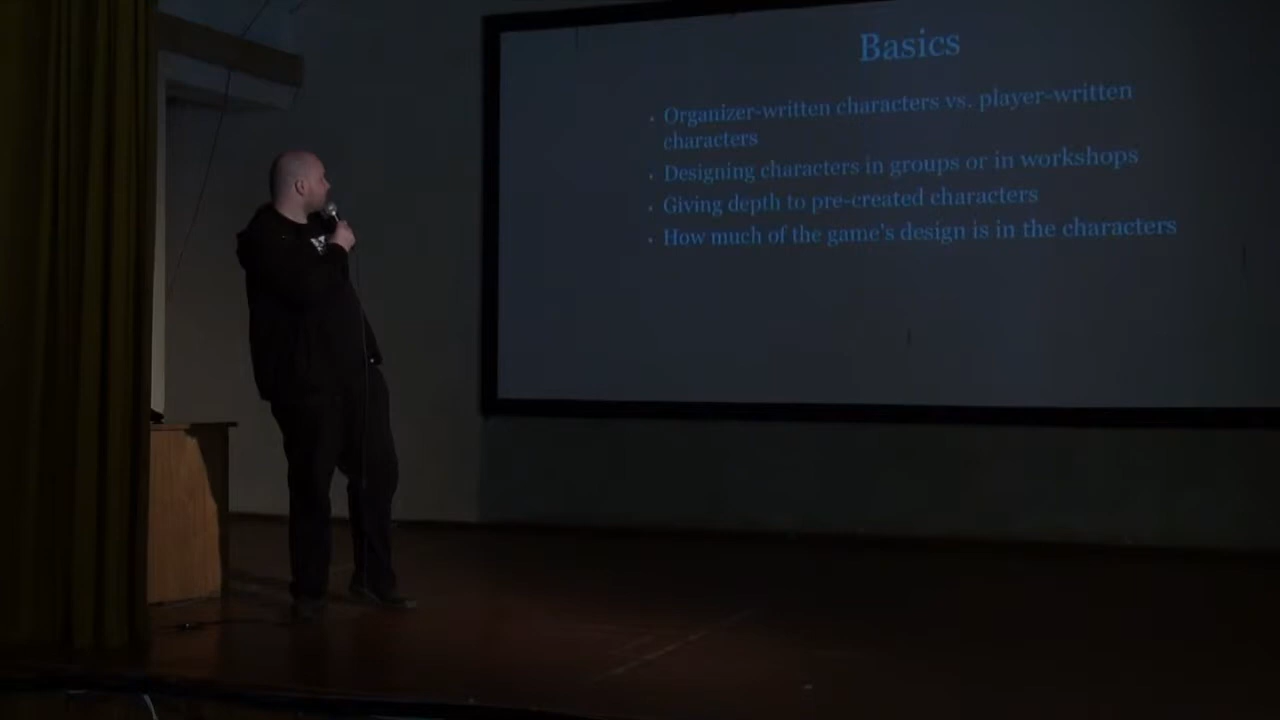 Basics
Organizer-written characters vs. player-written
characters
Designing characters in groups or in workshops
Giving depth to pre-created characters
How much of the game's design is in the characters